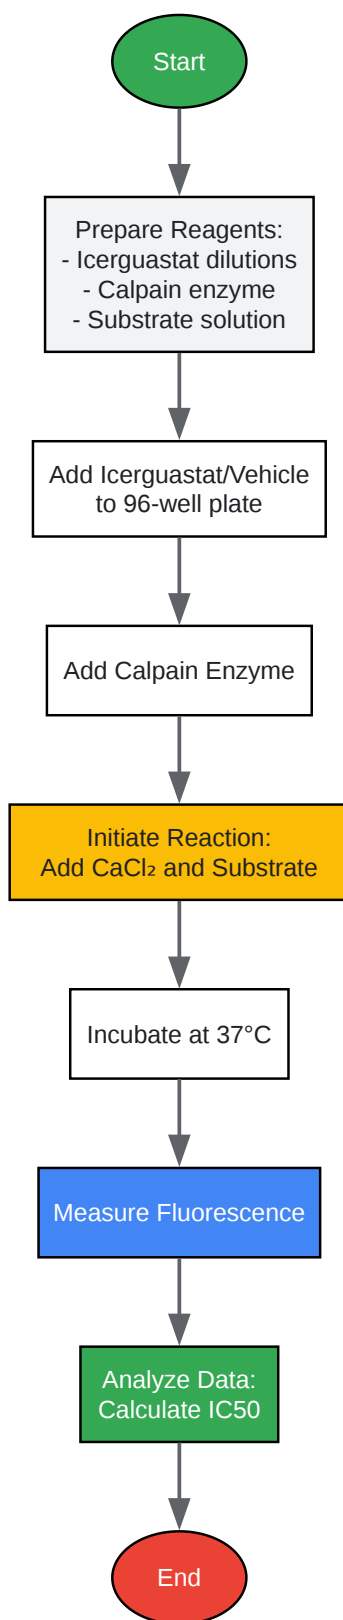 Start
Prepare Reagents:
- Icerguastat dilutions
- Calpain enzyme
- Substrate solution
Add Icerguastat/Vehicle
to 96-well plate
Add Calpain Enzyme
Initiate Reaction:
Add CaCl₂ and Substrate
Incubate at 37°C
Measure Fluorescence
Analyze Data:
Calculate IC50
End